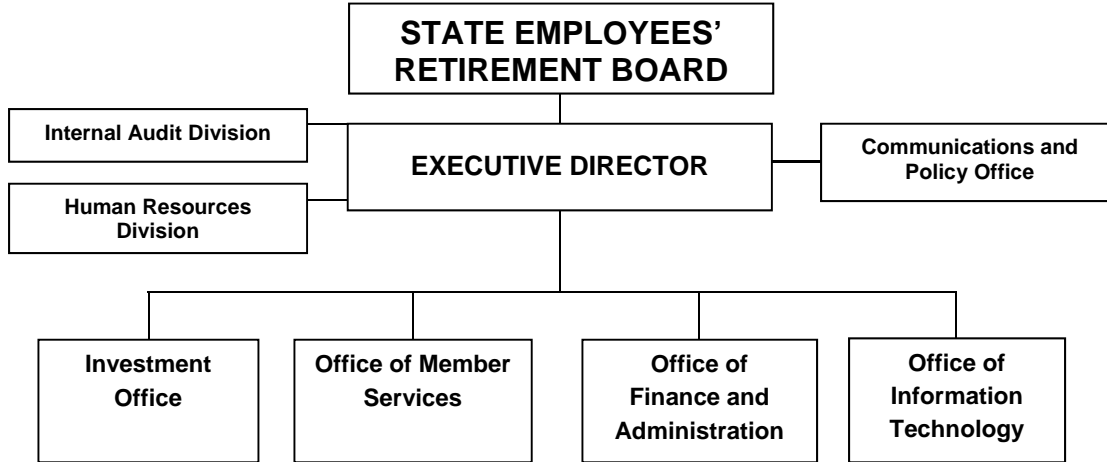 STATE EMPLOYEES’
RETIREMENT BOARD
Internal Audit Division
EXECUTIVE DIRECTOR
Communications and
Policy Office
Human Resources
Division
Investment
Office
Office of Member
Services
Office of
Finance and
Administration
Office of
Information
Technology